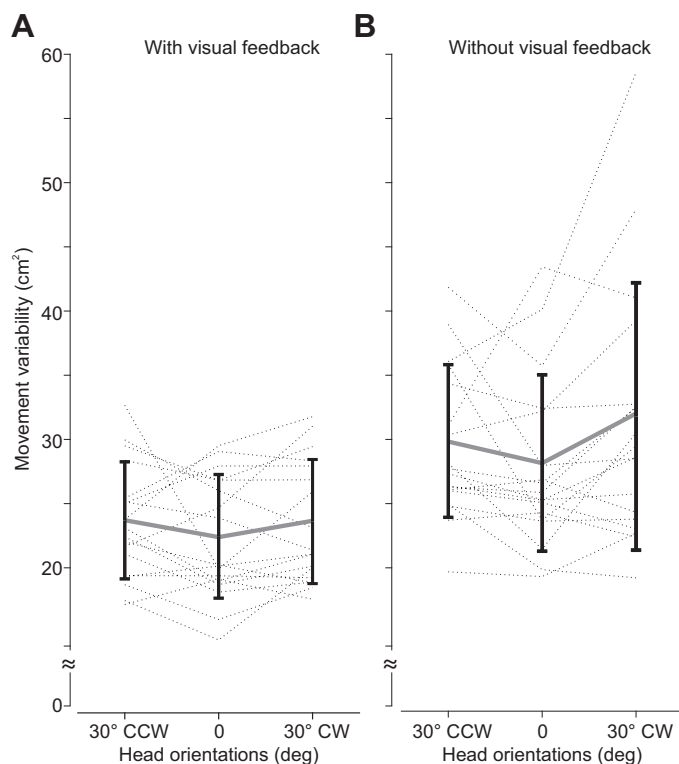 A
With visual feedback
B
Without visual feedback
Movement variability (cm²)
60
50
40
30
20
≈
0
≈
30° CCW 0 30° CW
Head orientations (deg)
30° CCW 0 30° CW
Head orientations (deg)